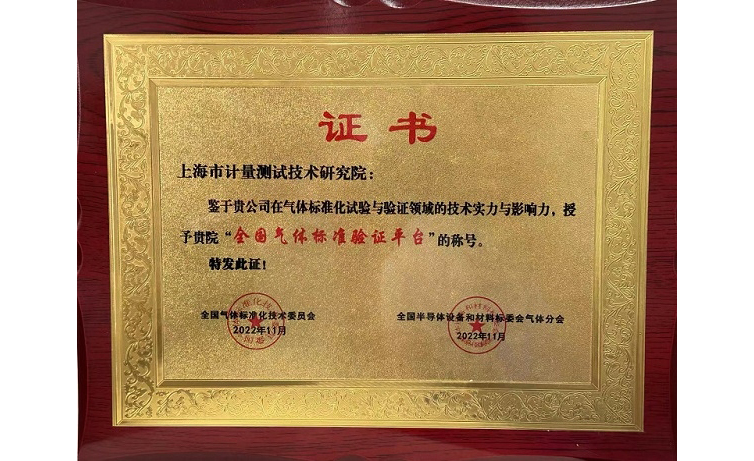 证书
上海市计量测试技术研究院：
鉴于贵公司在气体标准化试验与验证领域的技术实力与影响力，授
予贵院“全国气体标准验证平台”的称号。
特发此证！
全国气体标准化技术委员会
2022年11月
全国半导体设备和材料标委会气体分会
2022年11月